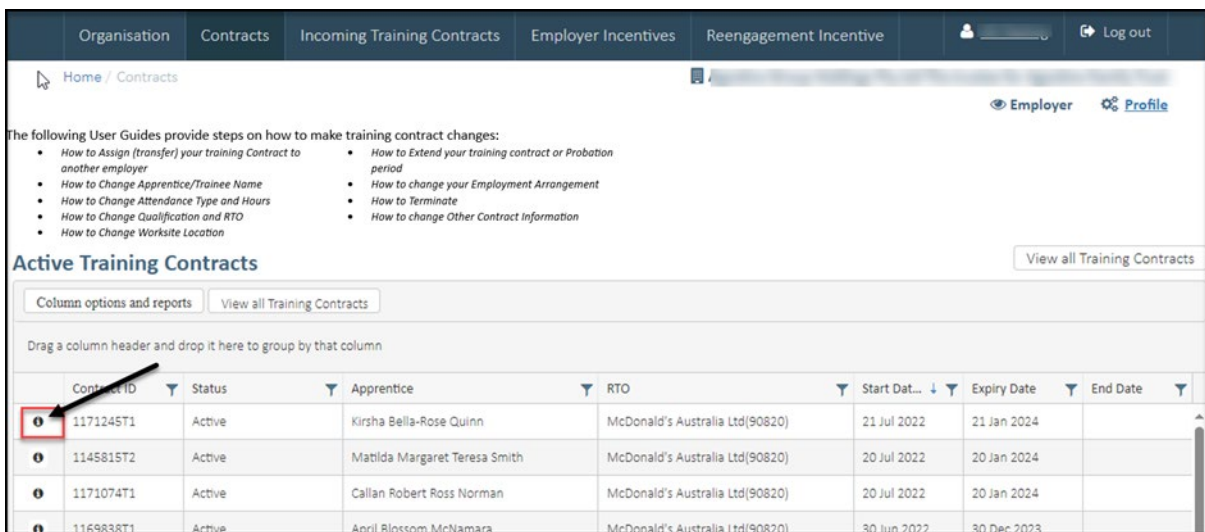 Organisation Contracts Incoming Training Contracts Employer Incentives Reengagement Incentive Log out
Home / Contracts
Employer Profile
The following User Guides provide steps on how to make training contract changes:
• How to Assign (transfer) your training Contract to another employer
• How to Change Apprentice/Trainee Name
• How to Change Attendance Type and Hours
• How to Change Qualification and RTO
• How to Change Worksite Location
• How to Extend your training contract or Probation period
• How to change your Employment Arrangement
• How to Terminate
• How to change Other Contract Information
Active Training Contracts
View all Training Contracts
Column options and reports View all Training Contracts
Drag a column header and drop it here to group by that column
Contract ID Status Apprentice RTO Start Dat... ↓ Expiry Date End Date
1171245T1 Active Kirsha Bella-Rose Quinn McDonald's Australia Ltd(90820) 21 Jul 2022 21 Jan 2024
1145815T2 Active Matilda Margaret Teresa Smith McDonald's Australia Ltd(90820) 20 Jul 2022 20 Jan 2024
1171074T1 Active Callan Robert Ross Norman McDonald's Australia Ltd(90820) 20 Jul 2022 20 Jan 2024
1169838T1 Active April Blossom McNamara McDonald's Australia Ltd(90820) 30 Jun 2022 30 Dec 2023